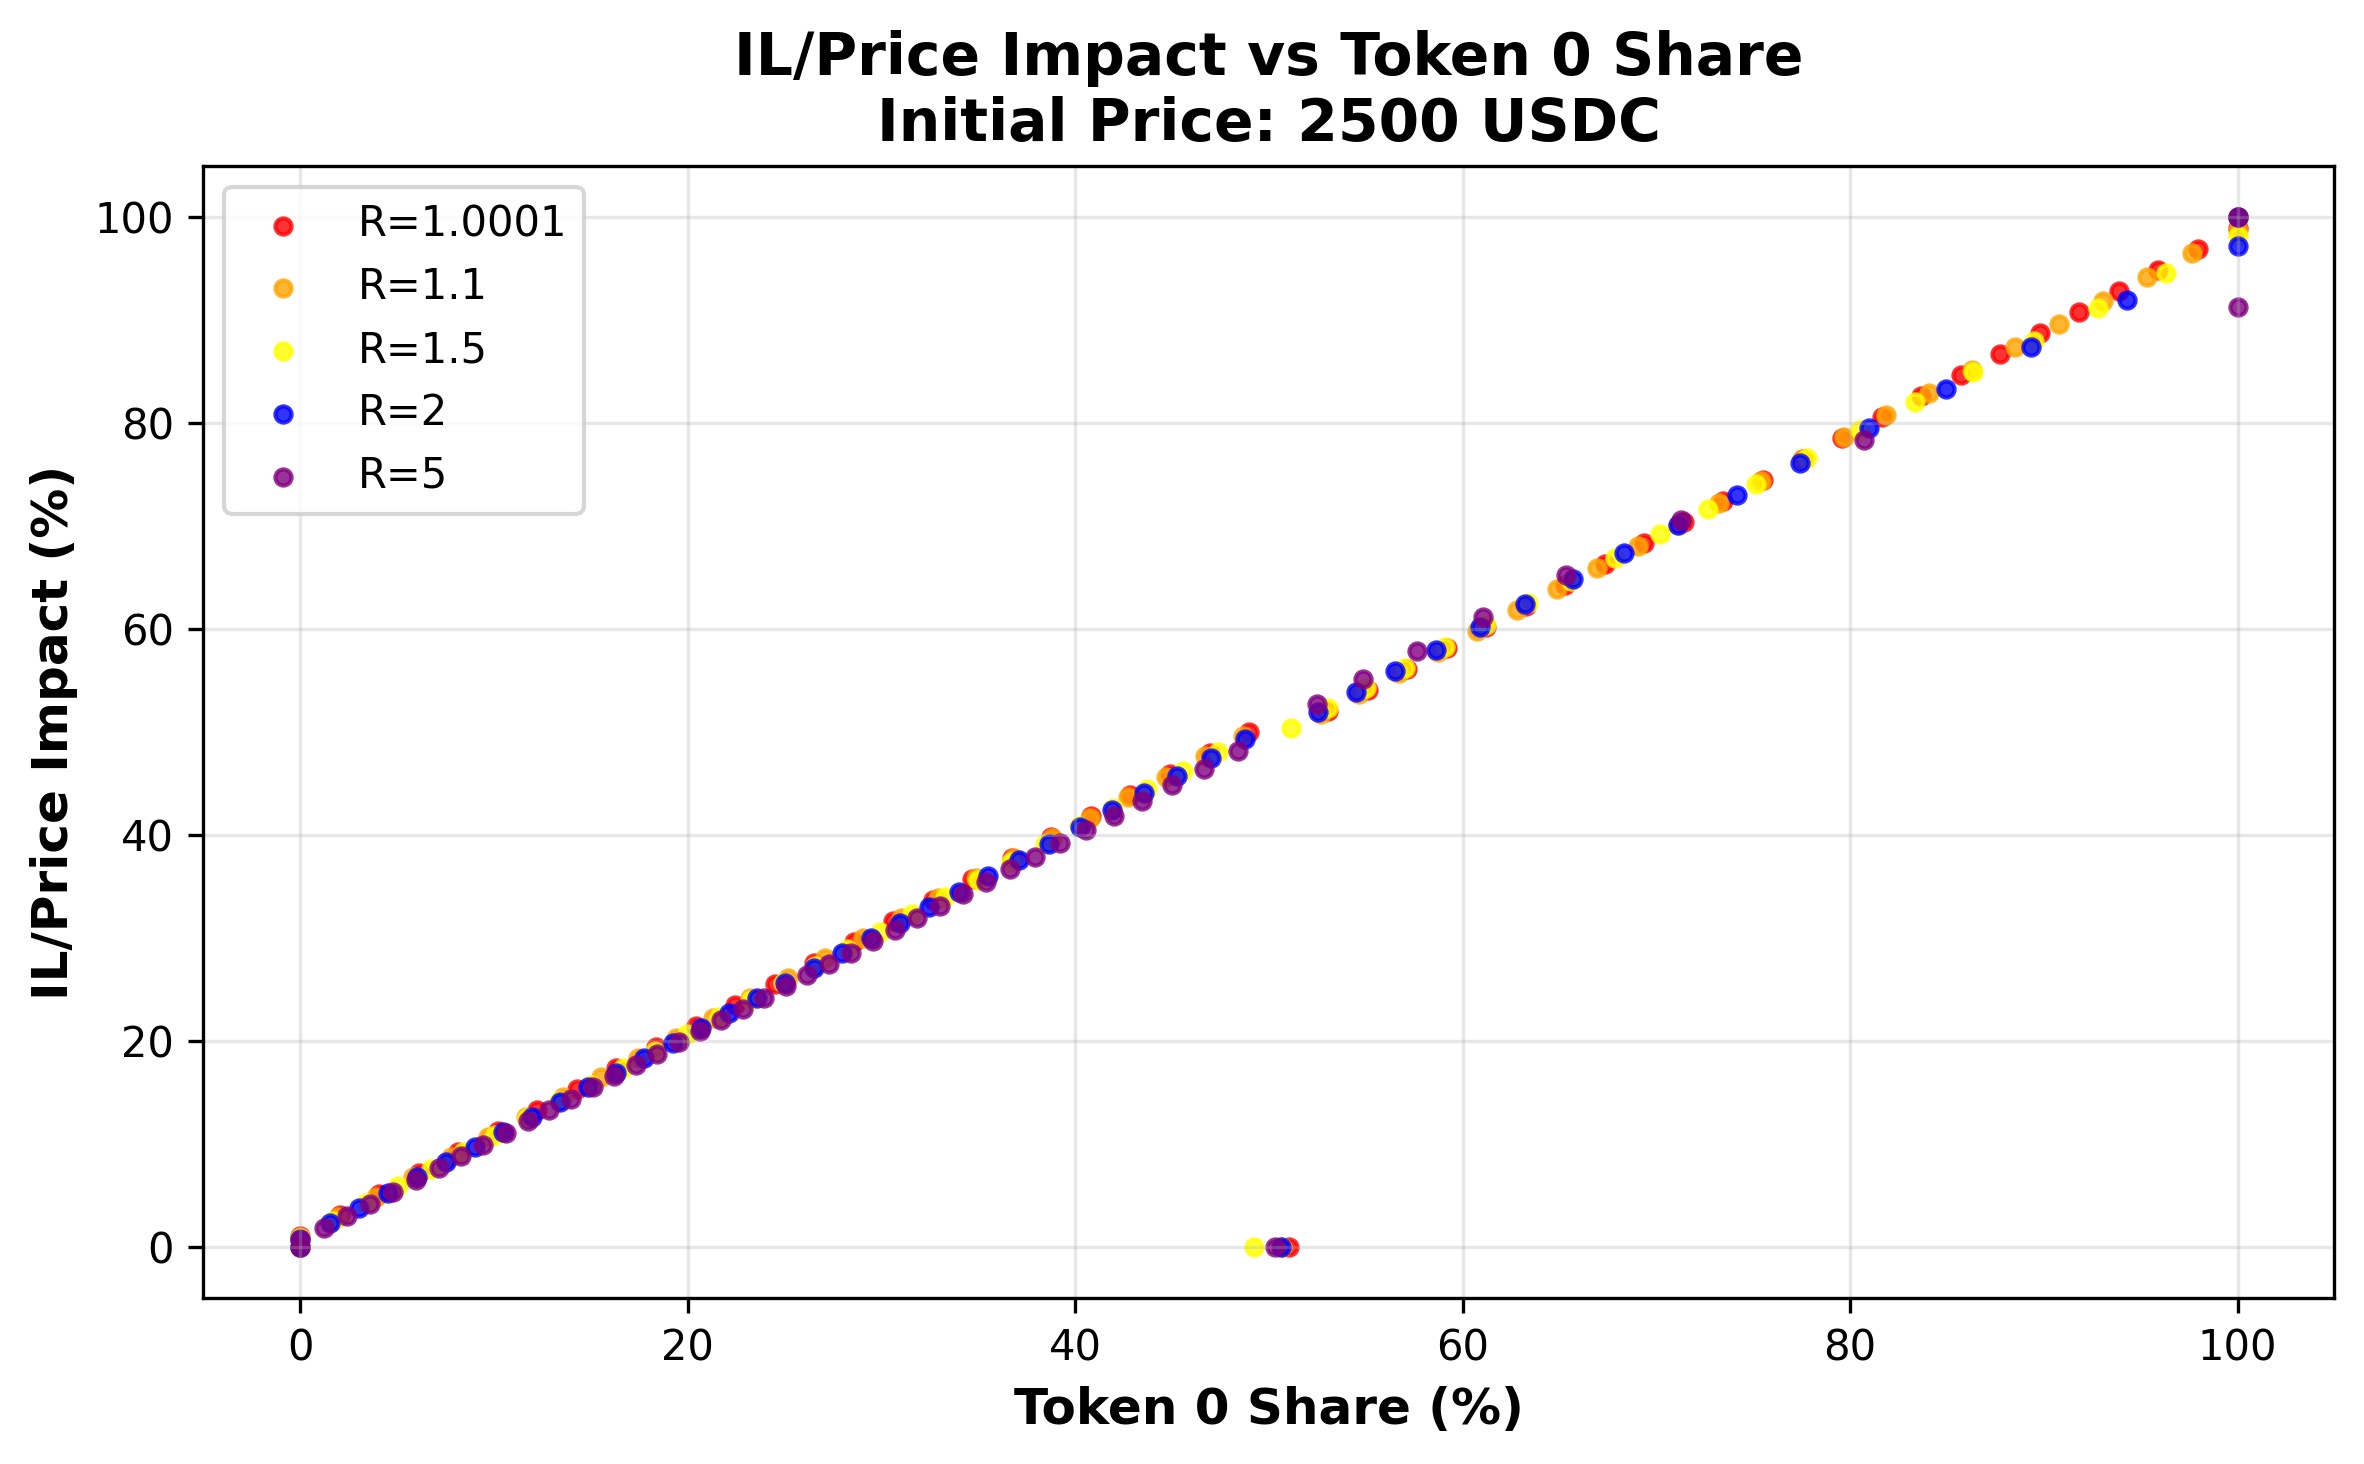 IL/Price Impact vs Token 0 Share
Initial Price: 2500 USDC
R=1.0001
R=1.1
R=1.5
R=2
R=5
100
80
60
40
20
0
IL/Price Impact (%)
0 20 40 60 80 100
Token 0 Share (%)